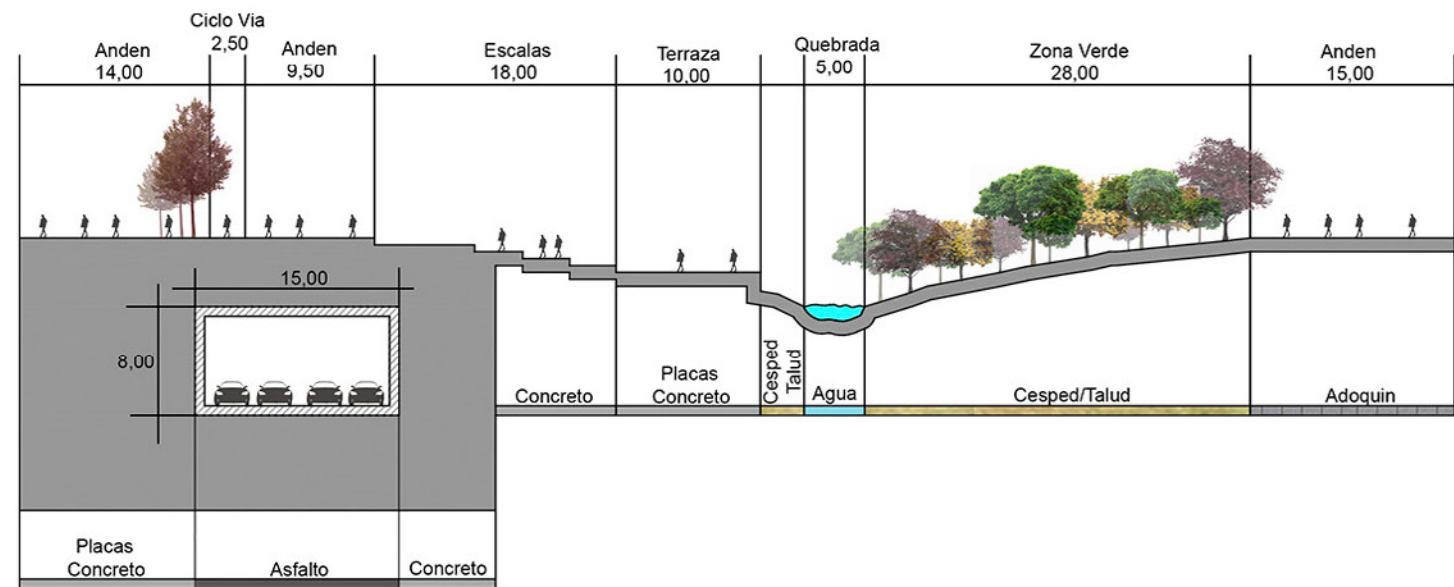 Ciclo Via
2,50
Anden
14,00
Anden
9,50
Escalas
18,00
Terraza
10,00
Quebrada
5,00
Zona Verde
28,00
Anden
15,00
15,00
8,00
Concreto
Placas
Concreto
Cesped
Talud
Agua
Cesped/Talud
Adoquin
Placas
Concreto
Asfalto
Concreto